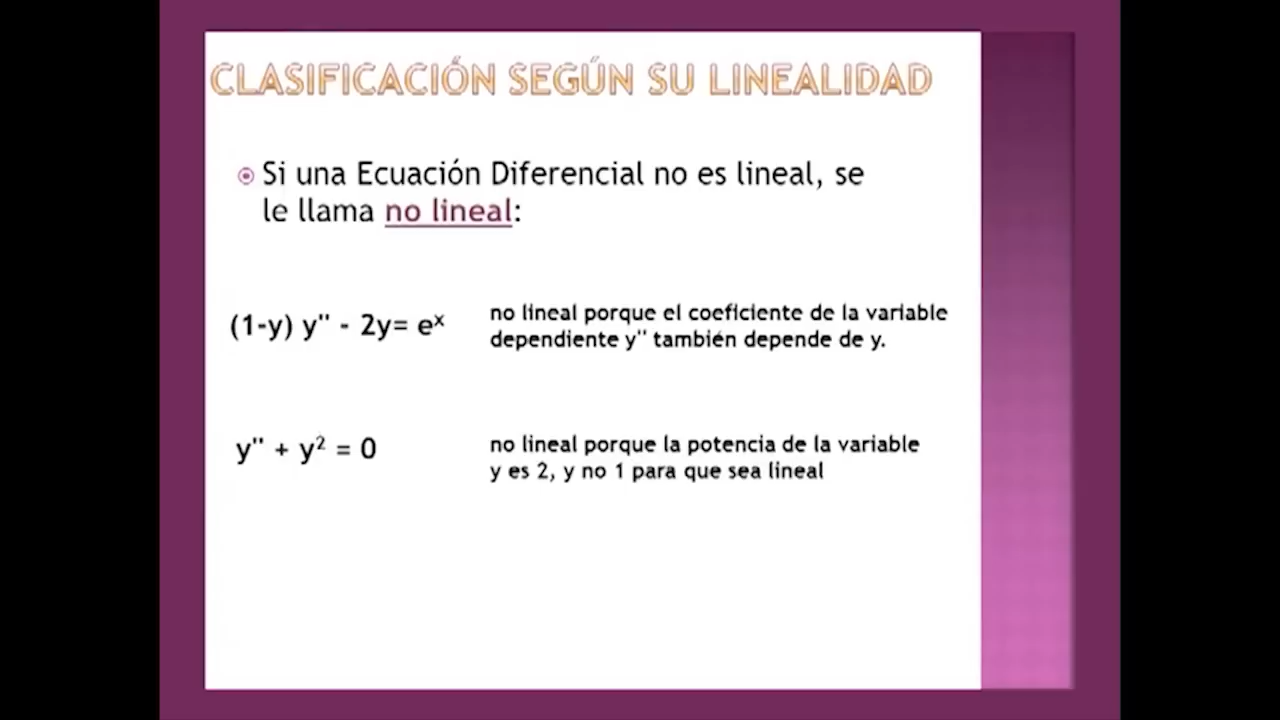 CLASIFICACIÓN SEGÚN SU LINEALIDAD
Si una Ecuación Diferencial no es lineal, se
le llama no lineal:
(1-y) y'' - 2y= eˣ
no lineal porque el coeficiente de la variable
dependiente y'' también depende de y.
y'' + y² = 0
no lineal porque la potencia de la variable
y es 2, y no 1 para que sea lineal